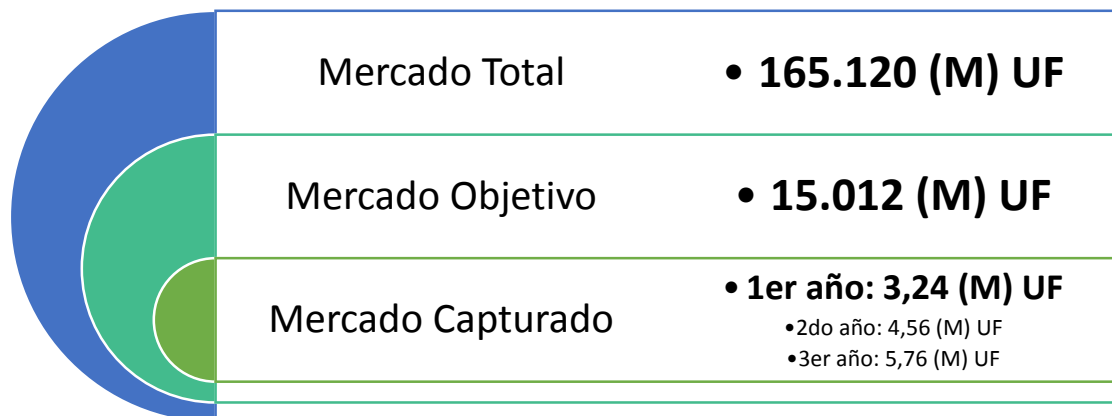 Mercado Total
• 165.120 (M) UF
Mercado Objetivo
• 15.012 (M) UF
Mercado Capturado
• 1er año: 3,24 (M) UF
•2do año: 4,56 (M) UF
•3er año: 5,76 (M) UF